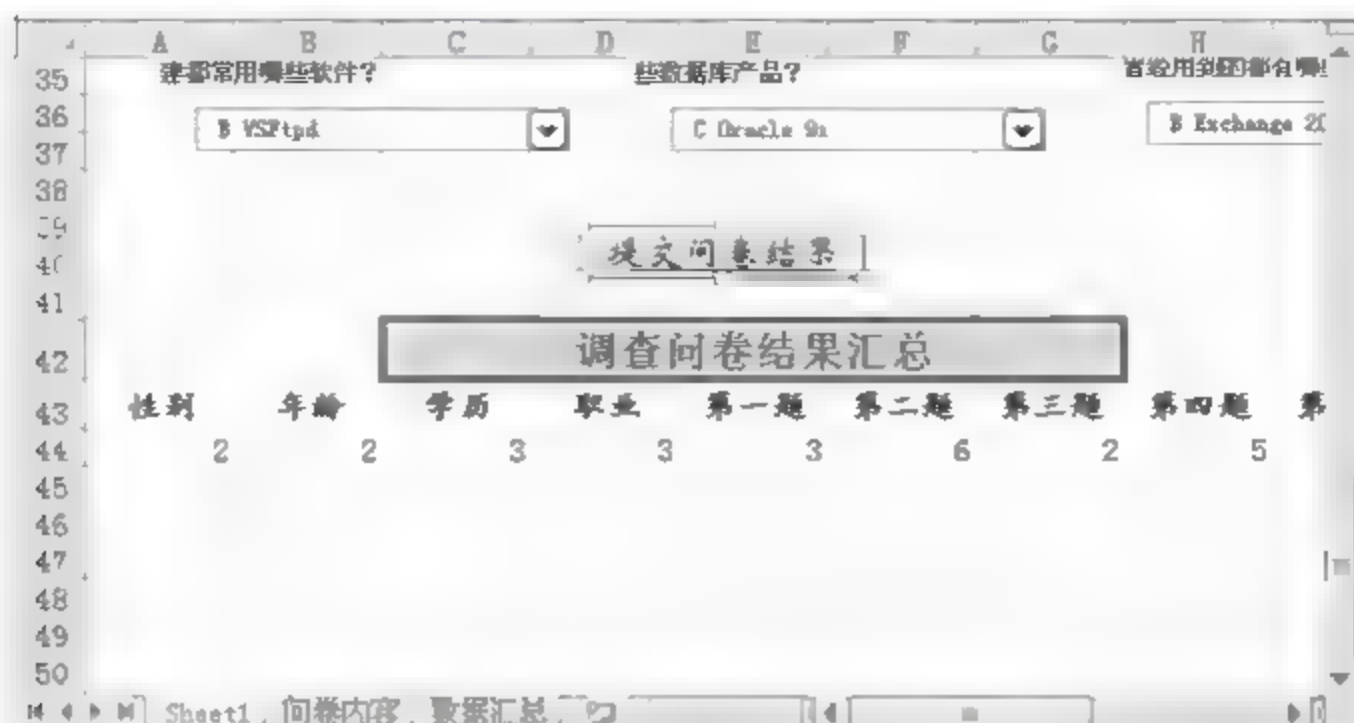 A B C D E F G H
35 建都常用哪些软件? 些数据库产品?
36 B VSFtpd C Oracle 9i B Exchange
37
38
40 提交问卷结果
41
42 调查问卷结果汇总
43 性别 年龄 学历 职业 第一题 第二题 第三题 第四题 第
44 2 2 3 3 3 6 2 5
45
46
47
48
49
50
Sheet1 问卷内容 数据汇总